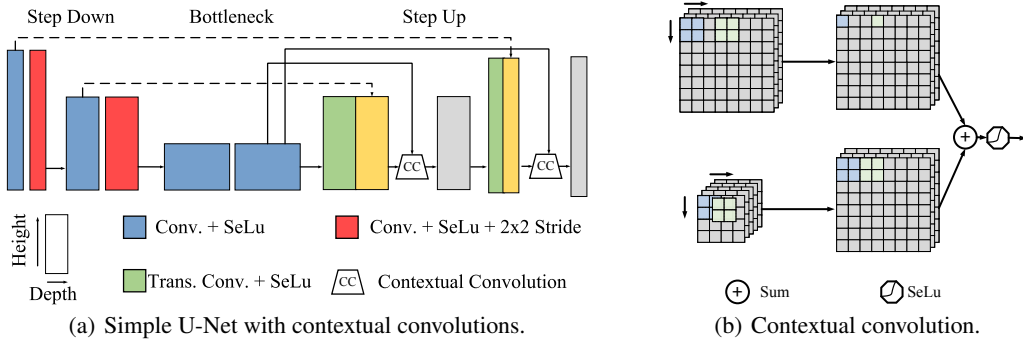 Step Down Bottleneck Step Up
CC
CC
Height
Depth
Conv. + SeLu
Conv. + SeLu + 2x2 Stride
Trans. Conv. + SeLu
CC Contextual Convolution
(a) Simple U-Net with contextual convolutions.
+
+ Sum
SeLu
(b) Contextual convolution.